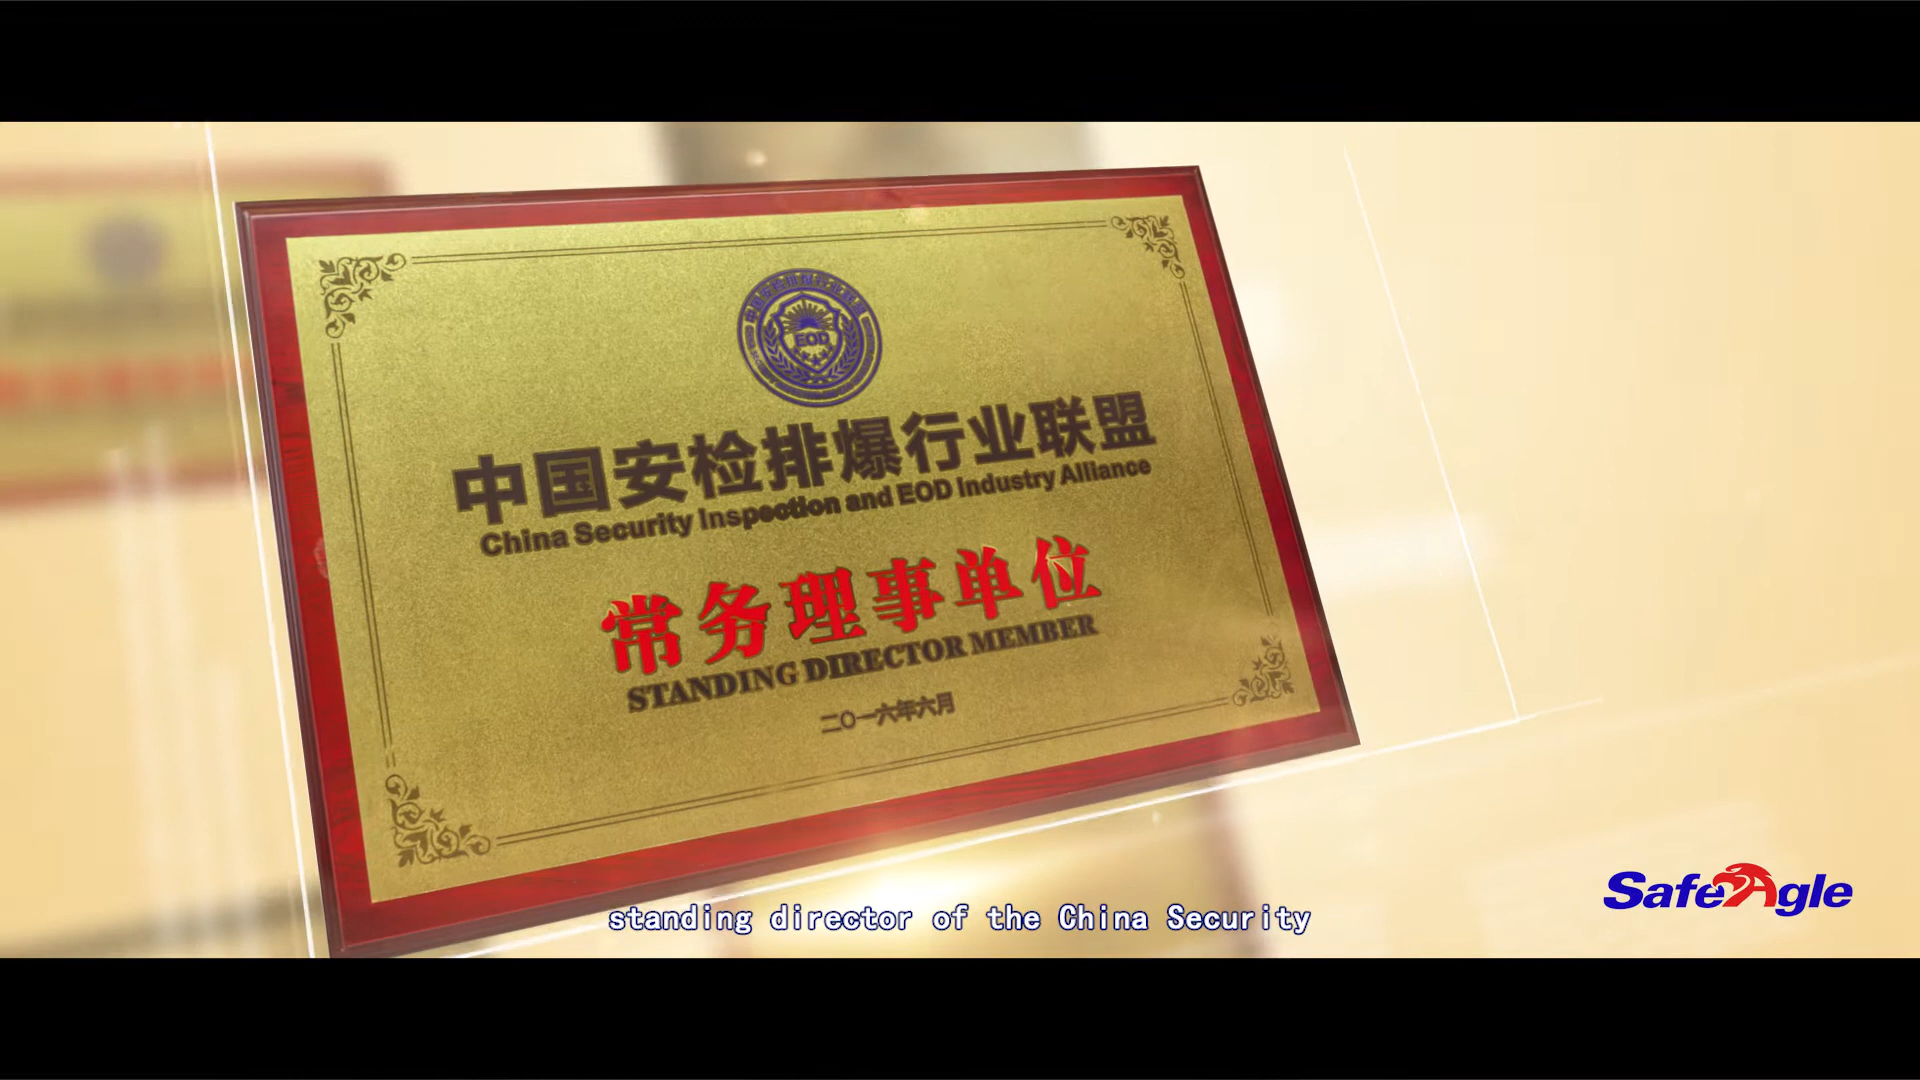 EOD
中国安检排爆行业联盟
China Security Inspection and EOD Industry Alliance
常务理事单位
STANDING DIRECTOR MEMBER
二〇一六年六月
standing director of the China Security
SafeAgle